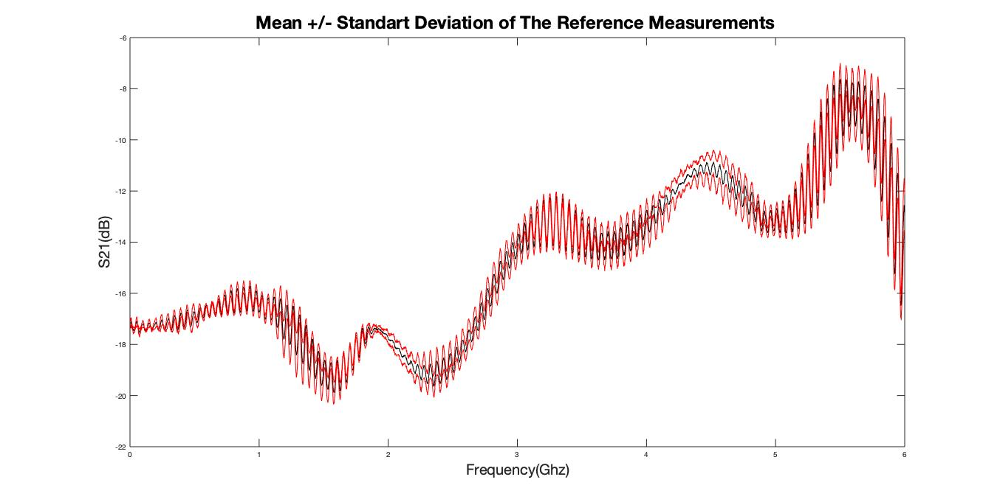 Mean +/- Standart Deviation of The Reference Measurements
-6
-8
-10
-12
-14
-16
-18
-20
-22
S21(dB)
0 1 2 3 4 5 6
Frequency(Ghz)